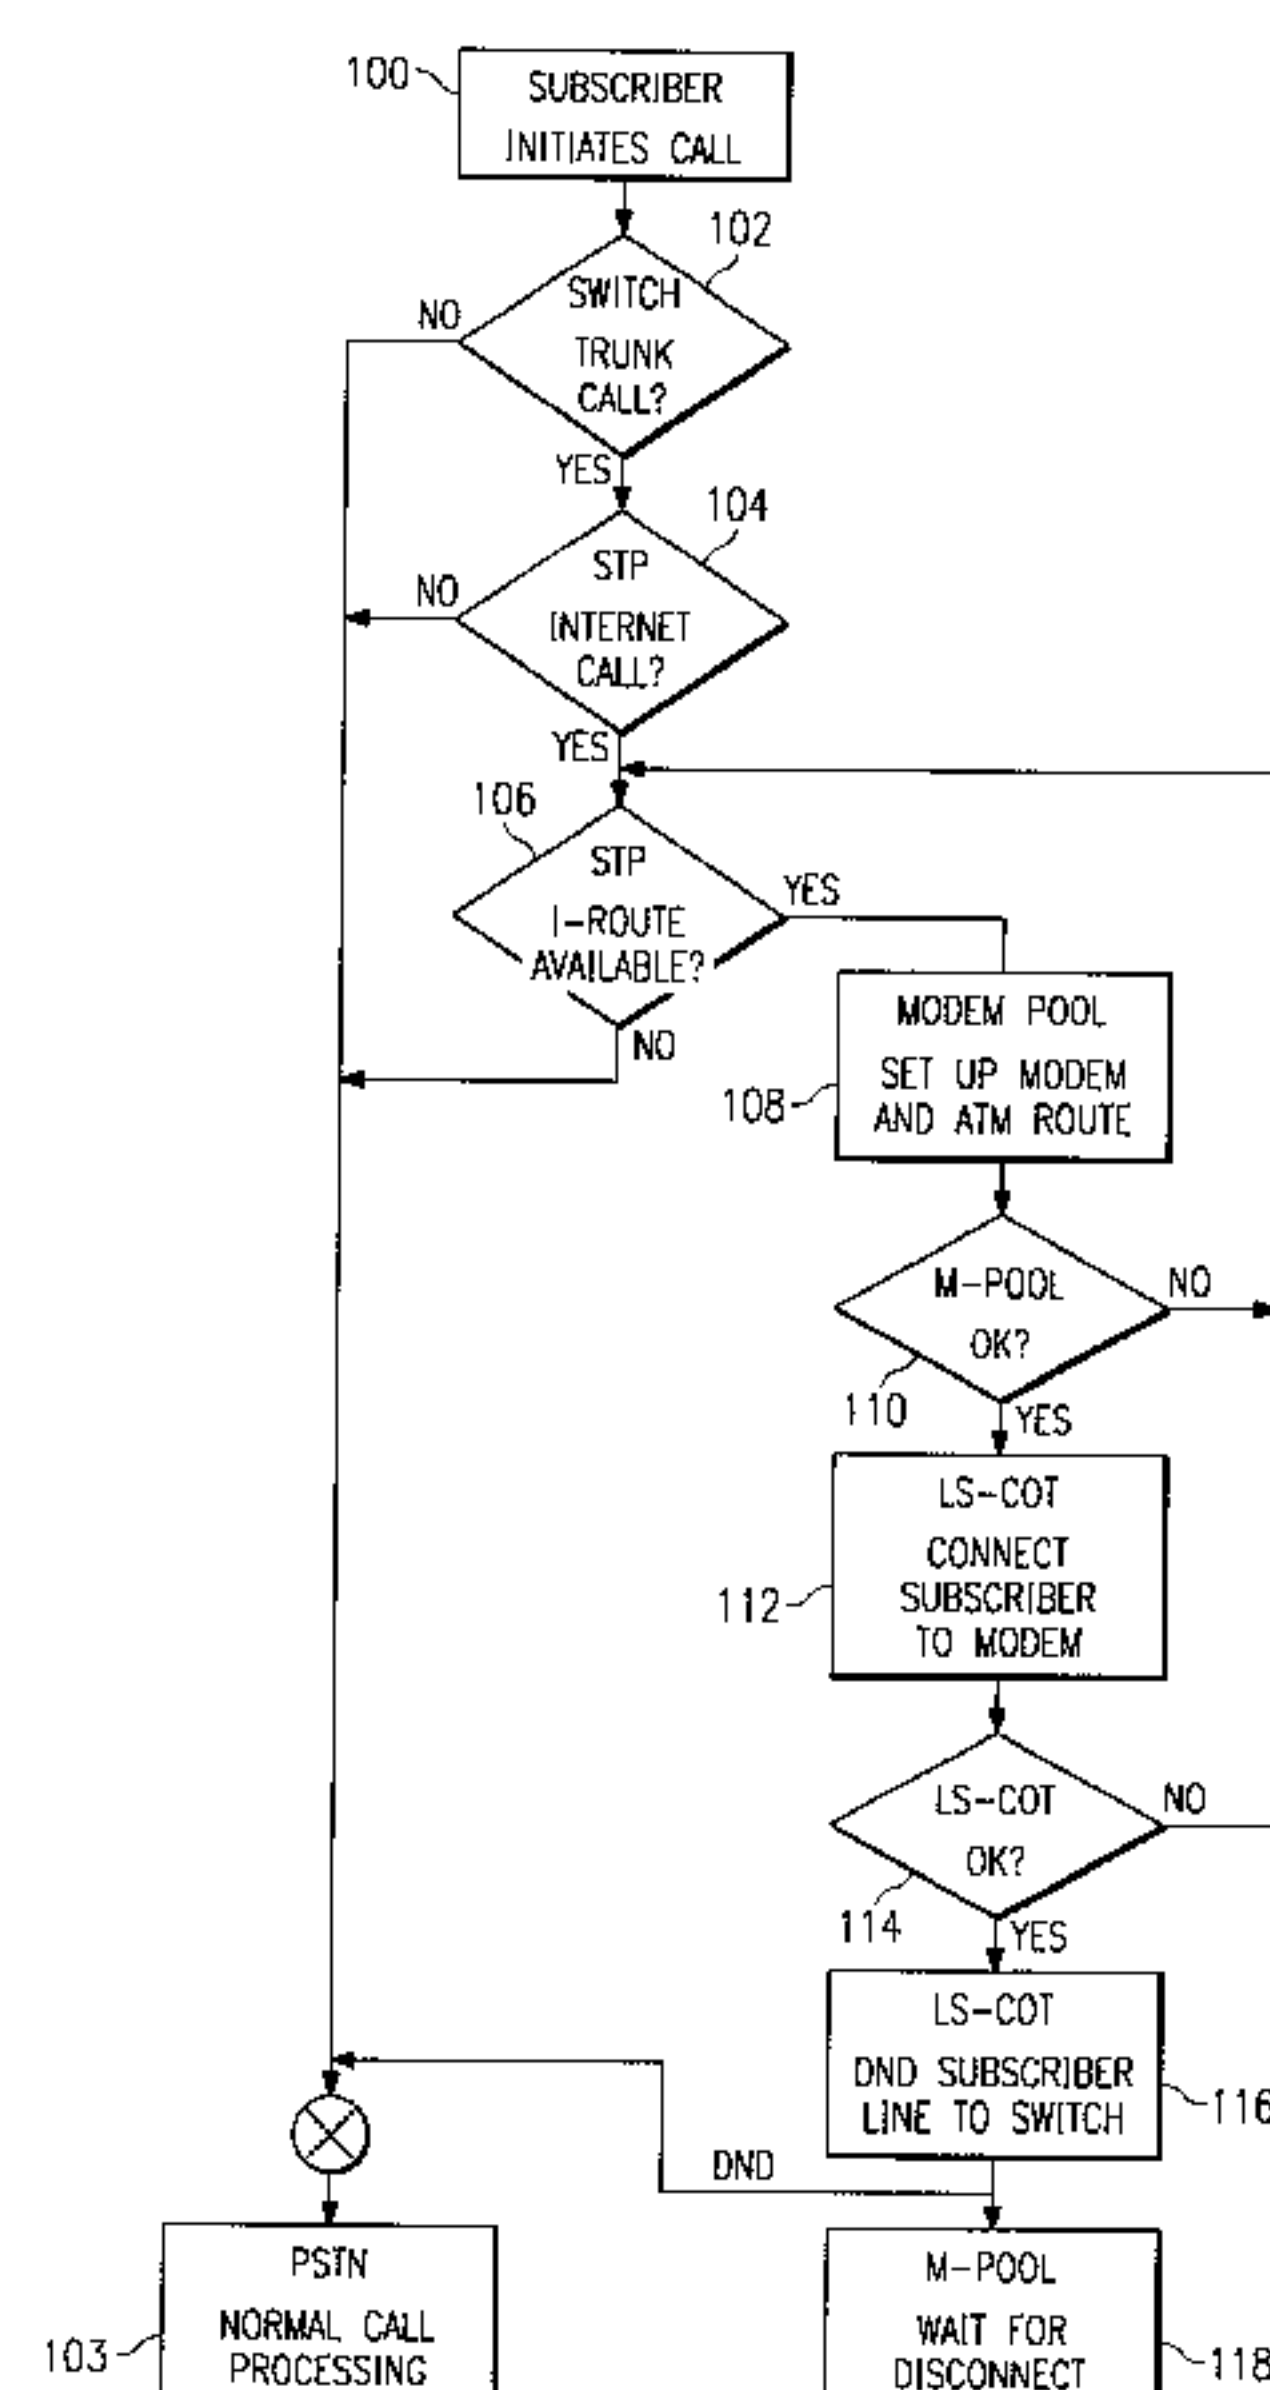 100
SUBSCRIBER
INITIATES CALL
102
SWITCH
TRUNK
CALL?
NO
YES
104
STP
INTERNET
CALL?
NO
YES
106
STP
I-ROUTE
AVAILABLE?
YES
NO
MODEM POOL
SET UP MODEM
AND ATM ROUTE
108
M-POOL
OK?
NO
110
YES
LS-COT
CONNECT
SUBSCRIBER
TO MODEM
112
LS-COT
OK?
NO
114
YES
LS-COT
DND SUBSCRIBER
LINE TO SWITCH
116
DND
PSTN
NORMAL CALL
PROCESSING
103
M-POOL
WAIT FOR
DISCONNECT
118